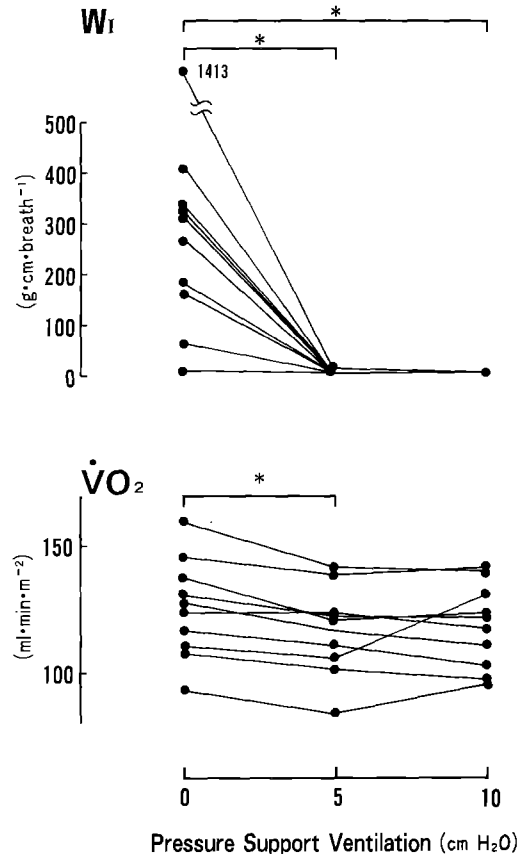 WI
*
*
1413
500
400
300
200
100
0
(g·cm·breath⁻¹)
V̇O₂
*
150
100
(ml·min·m⁻²)
0 5 10
Pressure Support Ventilation (cm H₂O)